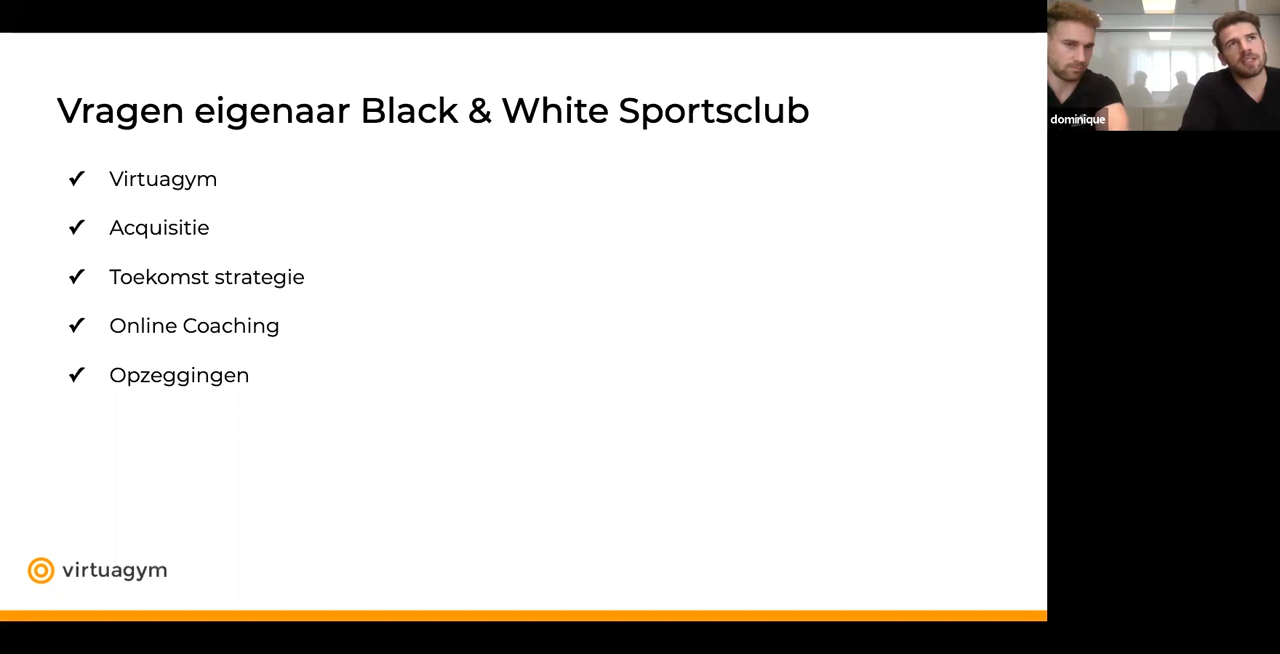 Vragen eigenaar Black & White Sportsclub
✔ Virtuagym
✔ Acquisitie
✔ Toekomst strategie
✔ Online Coaching
✔ Opzeggingen
virtuagym
dominique